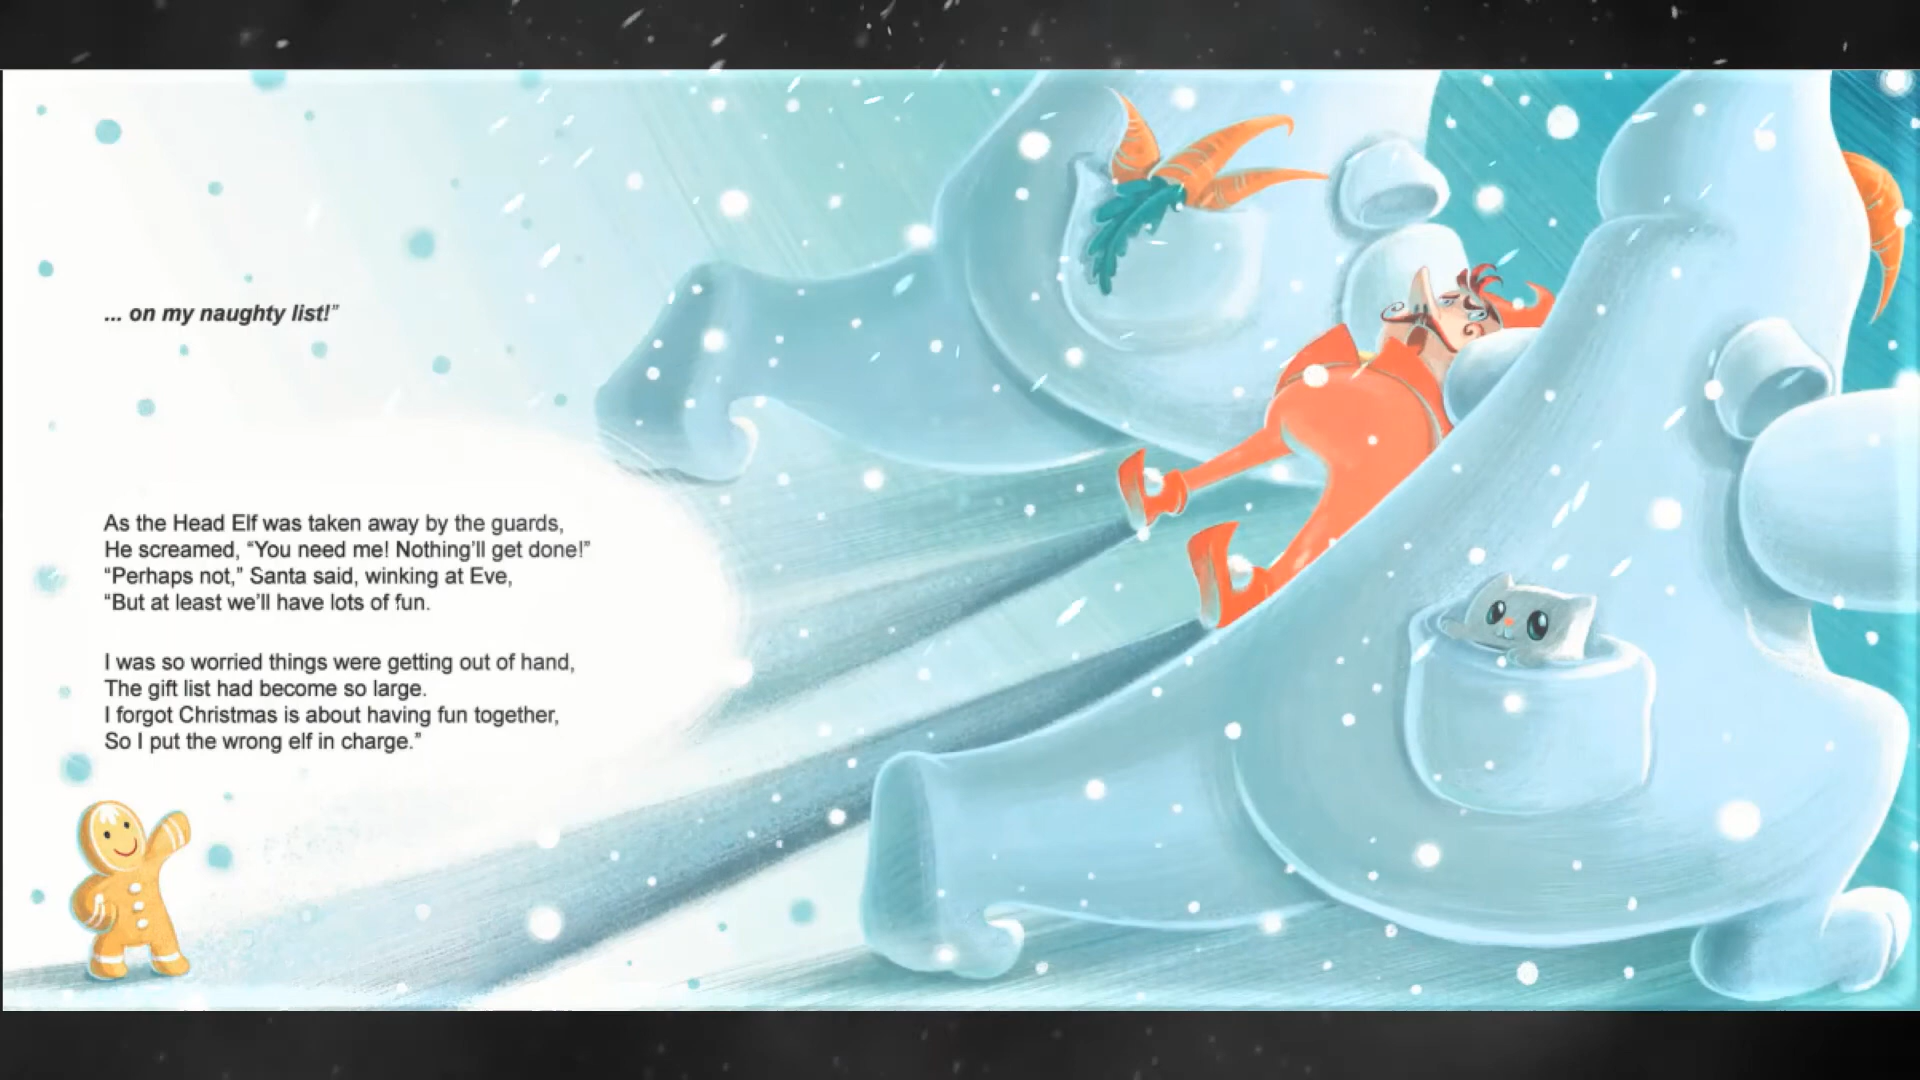 ... on my naughty list!”
As the Head Elf was taken away by the guards,
He screamed, “You need me! Nothing’ll get done!”
“Perhaps not,” Santa said, winking at Eve,
“But at least we’ll have lots of fun.
I was so worried things were getting out of hand,
The gift list had become so large.
I forgot Christmas is about having fun together,
So I put the wrong elf in charge.”